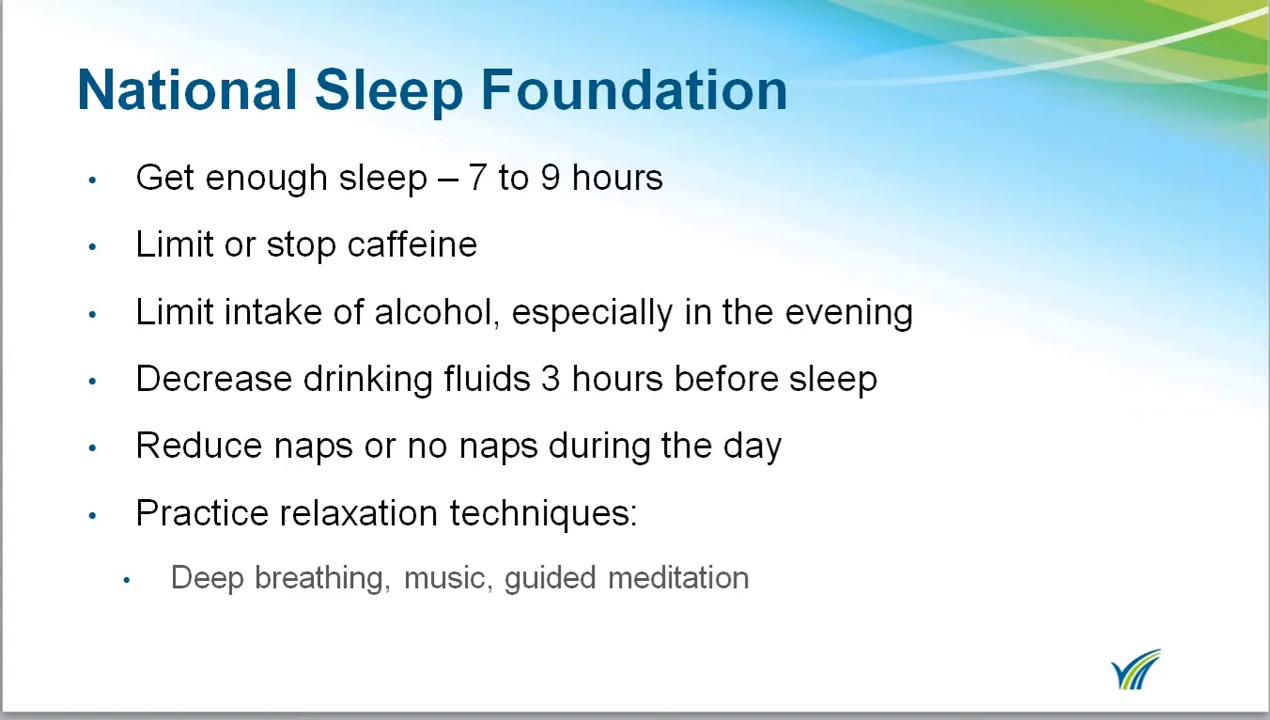 National Sleep Foundation
• Get enough sleep – 7 to 9 hours
• Limit or stop caffeine
• Limit intake of alcohol, especially in the evening
• Decrease drinking fluids 3 hours before sleep
• Reduce naps or no naps during the day
• Practice relaxation techniques:
• Deep breathing, music, guided meditation